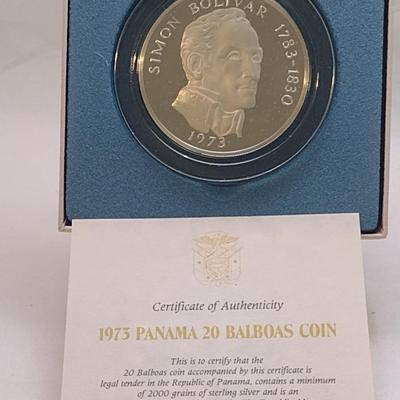 SIMON BOLIVAR 1783-1830
1973
Certificate of Authenticity
1973 PANAMA 20 BALBOAS COIN
This is to certify that the
20 Balboas coin accompanied by this certificate is
legal tender in the Republic of Panama, contains a minimum
of 2000 grains of sterling silver and is an